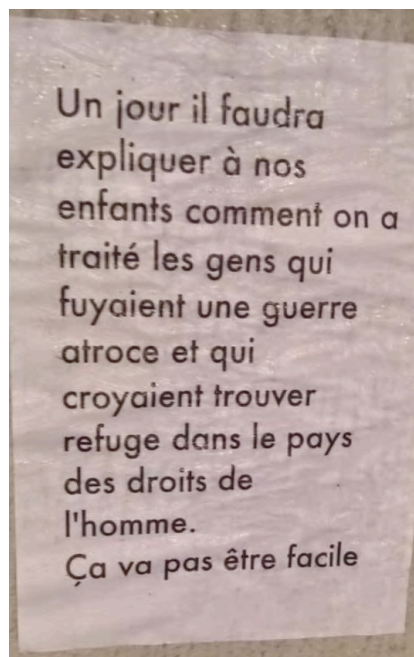 Un jour il faudra
expliquer à nos
enfants comment on a
traité les gens qui
fuyaient une guerre
atroce et qui
croyaient trouver
refuge dans le pays
des droits de
l'homme.
Ça va pas être facile